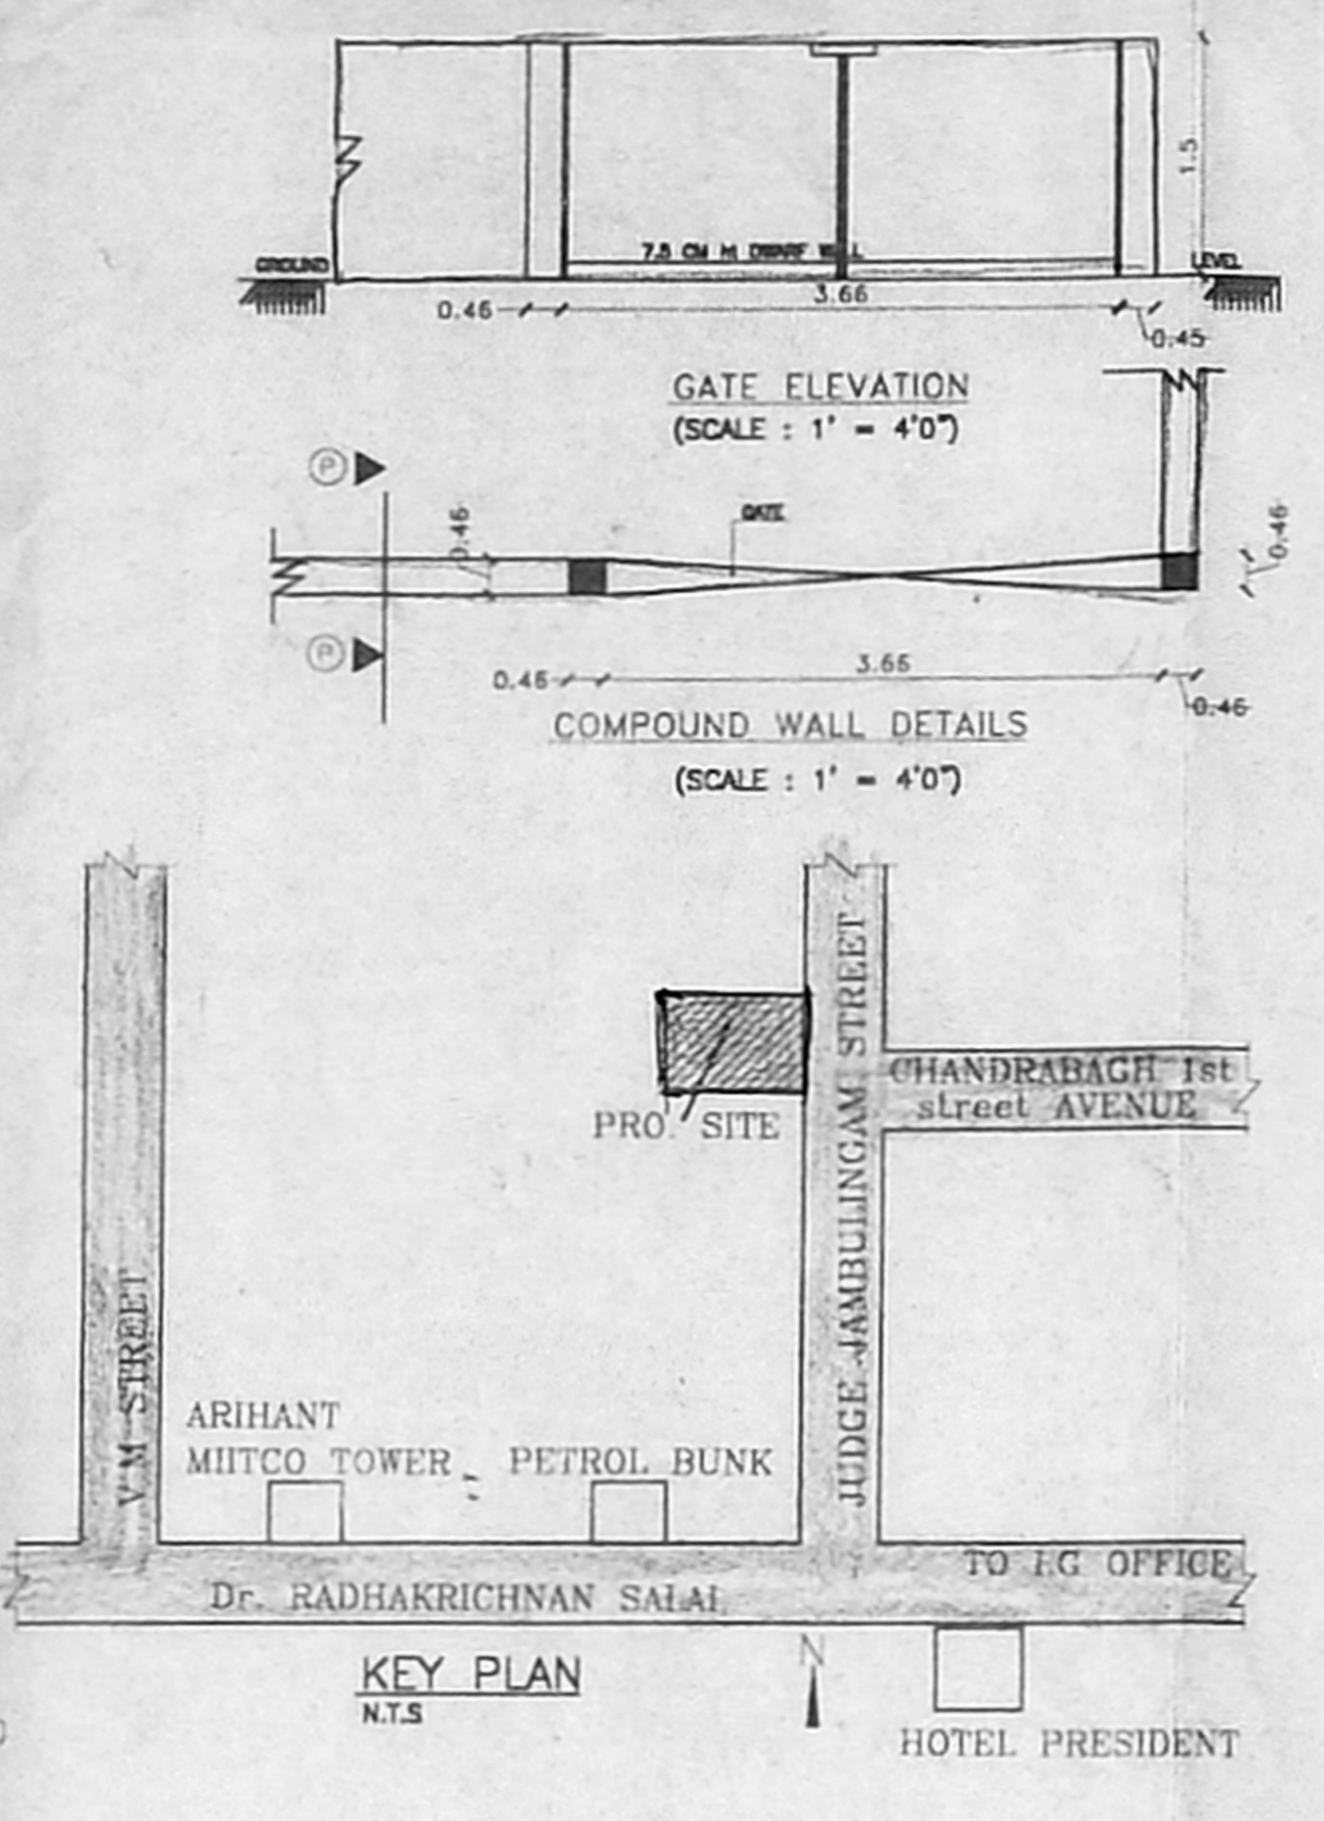 1.5
7.5 CM Ht DWARF WALL
GROUND
LEVEL
0.46
3.66
0.45
GATE ELEVATION
(SCALE : 1' = 4'0")
P
0.46
GATE
0.46
P
0.46
3.66
0.46
COMPOUND WALL DETAILS
(SCALE : 1' = 4'0")
JUDGE JAMBULINGAM STREET
CHANDRABAGH 1st
street AVENUE
PRO. SITE
V M STREET
ARIHANT
MIITCO TOWER
PETROL BUNK
TO I.G OFFICE
Dr. RADHAKRICHNAN SALAI
KEY PLAN
N.T.S
N
HOTEL PRESIDENT